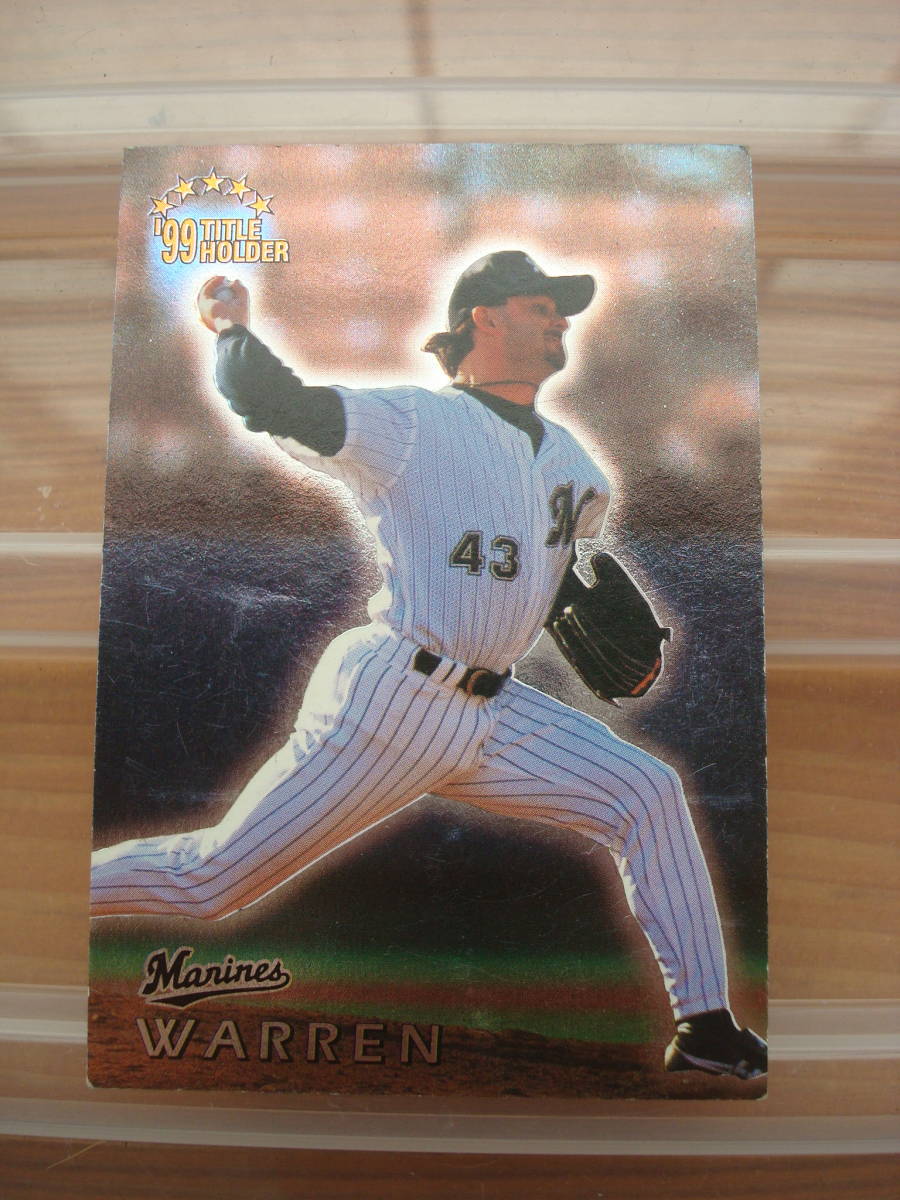 '99 TITLE
HOLDER
43
M
Marines
WARREN